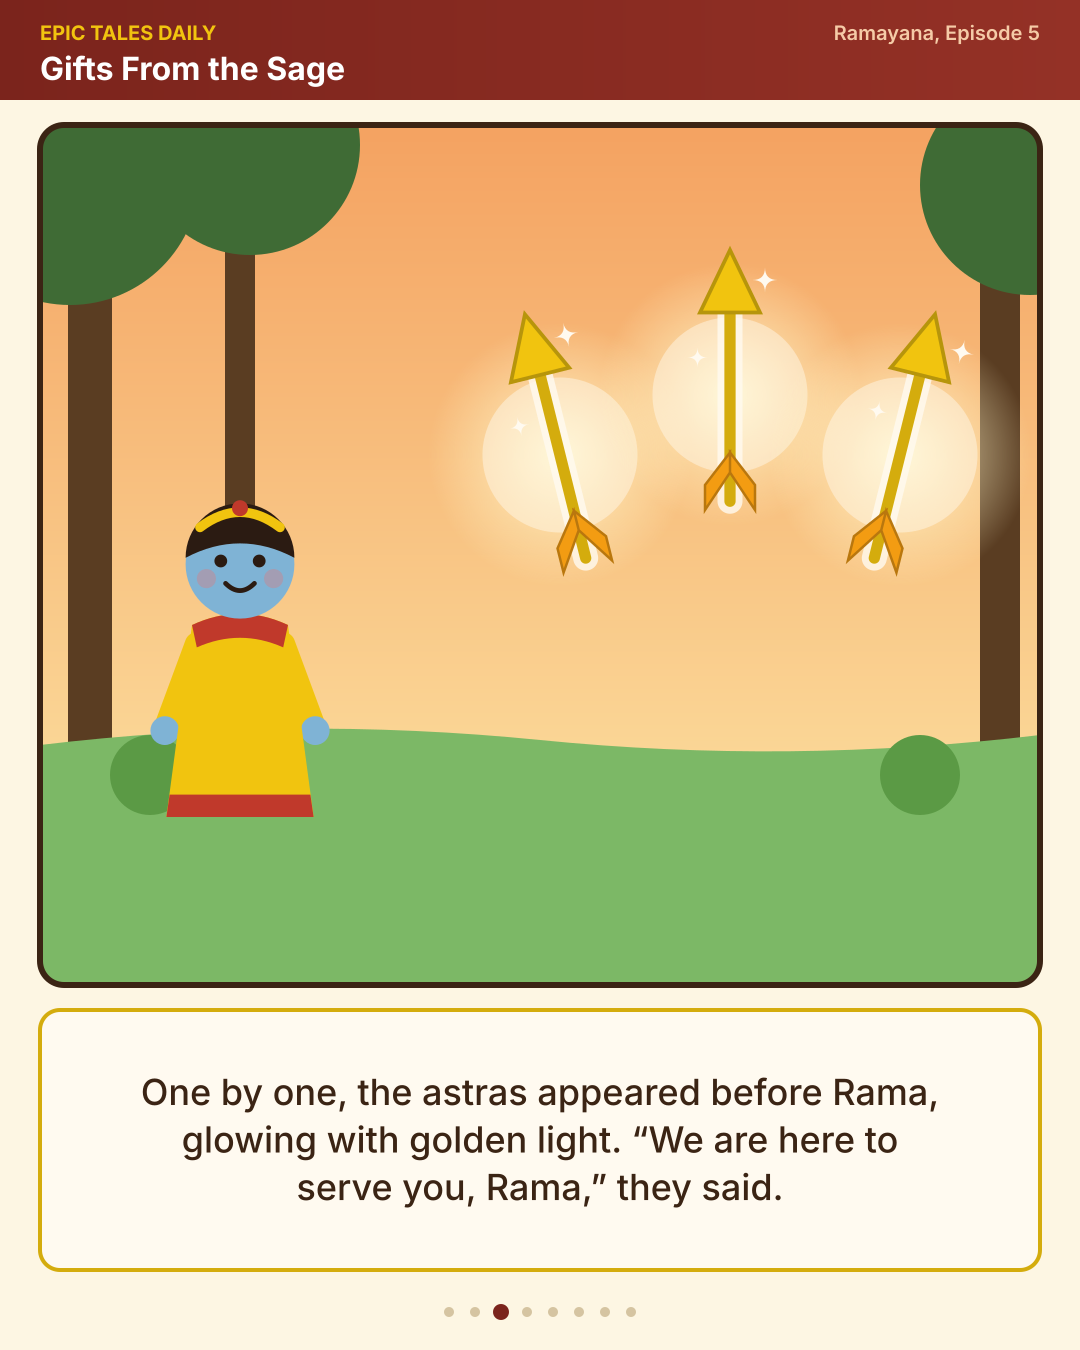 EPIC TALES DAILY
Gifts From the Sage
Ramayana, Episode 5
One by one, the astras appeared before Rama,
glowing with golden light. “We are here to
serve you, Rama,” they said.